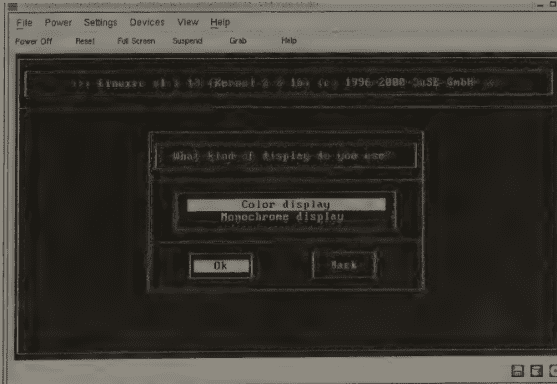 File Power Settings Devices View Help
Power Off Reset Full Screen Suspend Grab Help
(c) 1996-2000 SuSE GmbH
What kind of display do you use?
Color display
Monochrome display
Ok